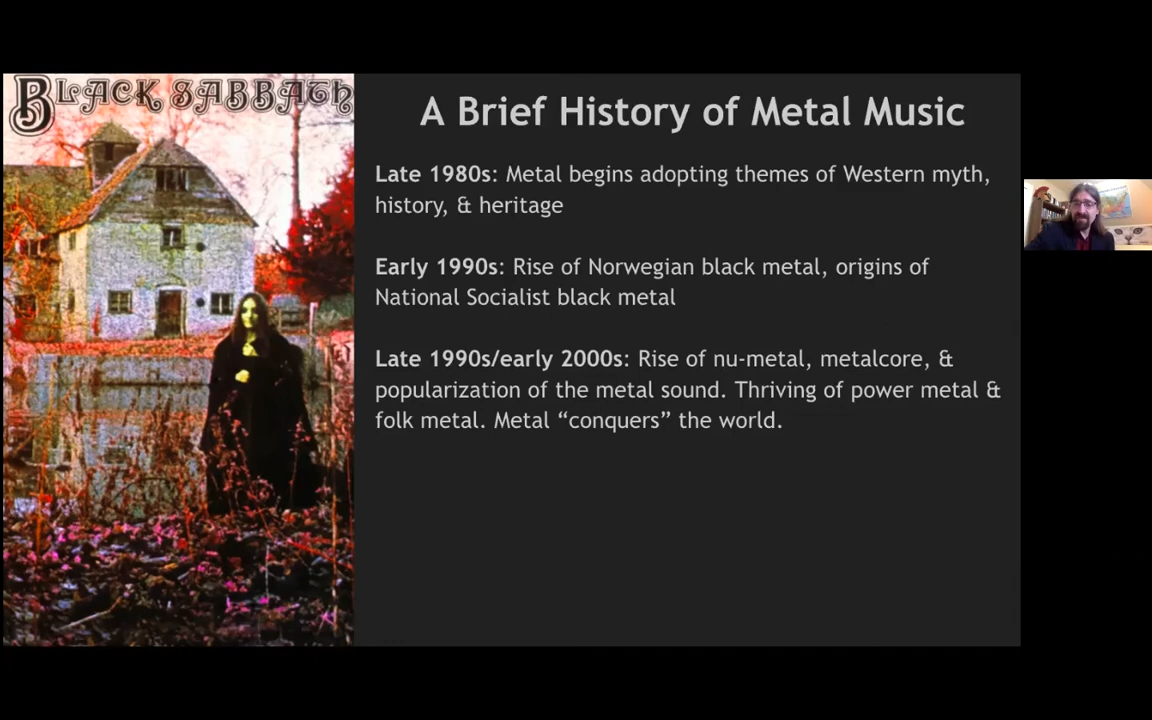 BLACK SABBATH
A Brief History of Metal Music
Late 1980s: Metal begins adopting themes of Western myth,
history, & heritage
Early 1990s: Rise of Norwegian black metal, origins of
National Socialist black metal
Late 1990s/early 2000s: Rise of nu-metal, metalcore, &
popularization of the metal sound. Thriving of power metal &
folk metal. Metal “conquers” the world.